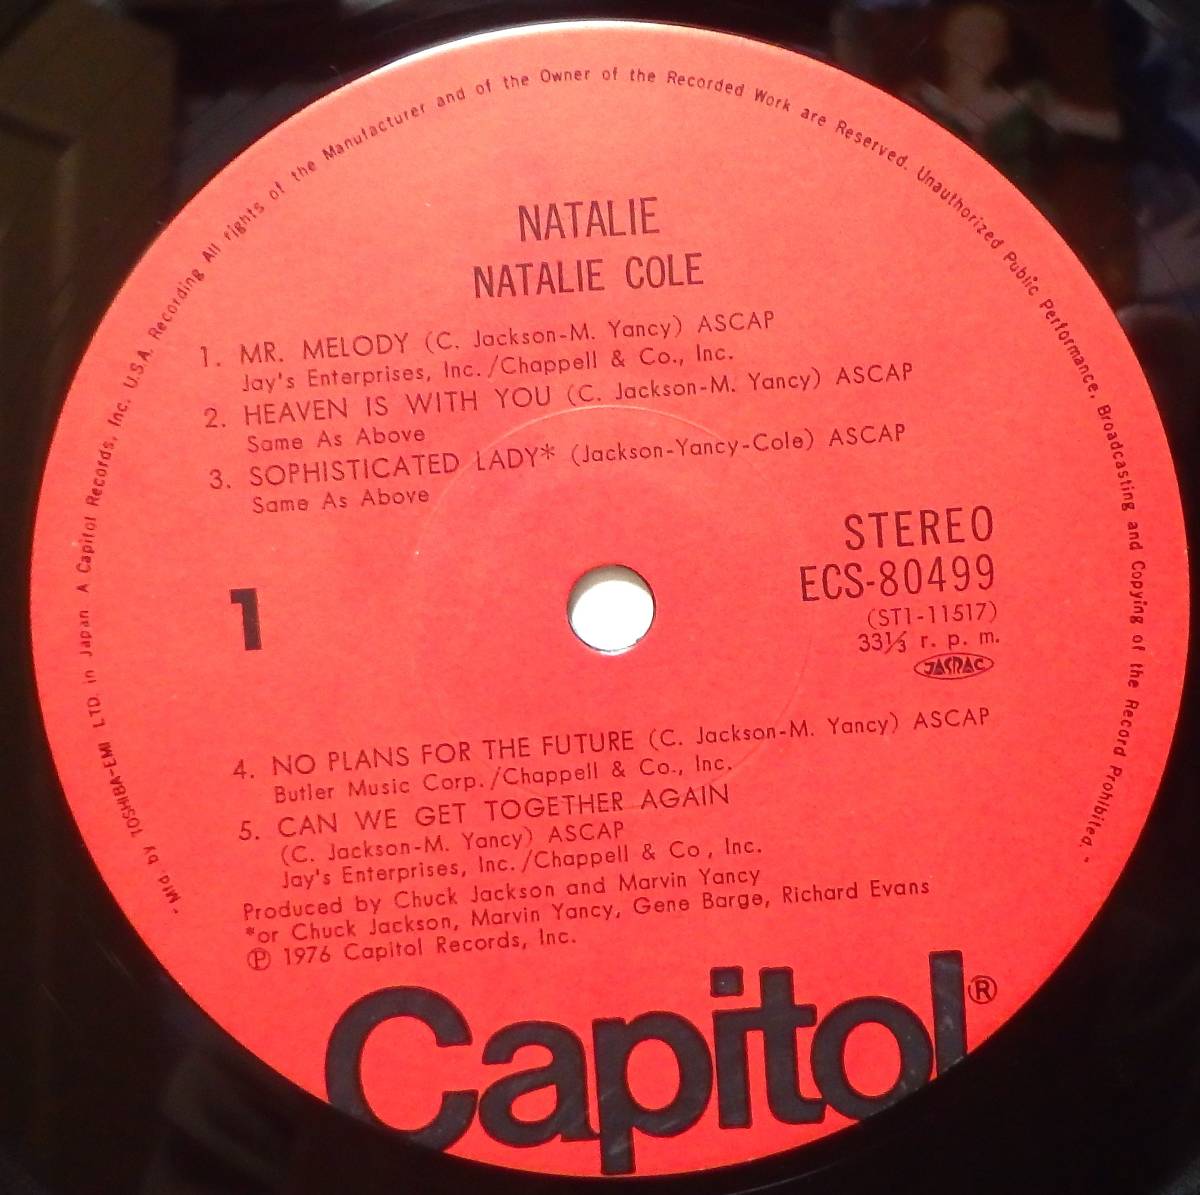 NATALIE
NATALIE COLE
1. MR. MELODY (C. Jackson-M. Yancy) ASCAP
Jay's Enterprises, Inc./Chappell & Co., Inc.
2. HEAVEN IS WITH YOU (C. Jackson-M. Yancy) ASCAP
Same As Above
3. SOPHISTICATED LADY* (Jackson-Yancy-Cole) ASCAP
Same As Above
1
STEREO
ECS-80499
(ST1-11517)
33⅓ r. p. m.
JASRAC
4. NO PLANS FOR THE FUTURE (C. Jackson-M. Yancy) ASCAP
Butler Music Corp./Chappell & Co., Inc.
5. CAN WE GET TOGETHER AGAIN
(C. Jackson-M. Yancy) ASCAP
Jay's Enterprises, Inc./Chappell & Co, Inc.
Produced by Chuck Jackson and Marvin Yancy
*or Chuck Jackson, Marvin Yancy, Gene Barge, Richard Evans
Ⓟ 1976 Capitol Records, Inc.
Capitol®
"Mfd. by TOSHIBA-EMI LTD. in Japan A Capitol Records, Inc. U.S.A. Recording All rights of the Manufacturer and of the Owner of the Recorded Work are Reserved. Unauthorized Public Performance, Broadcasting and Copying of the Record Prohibited."